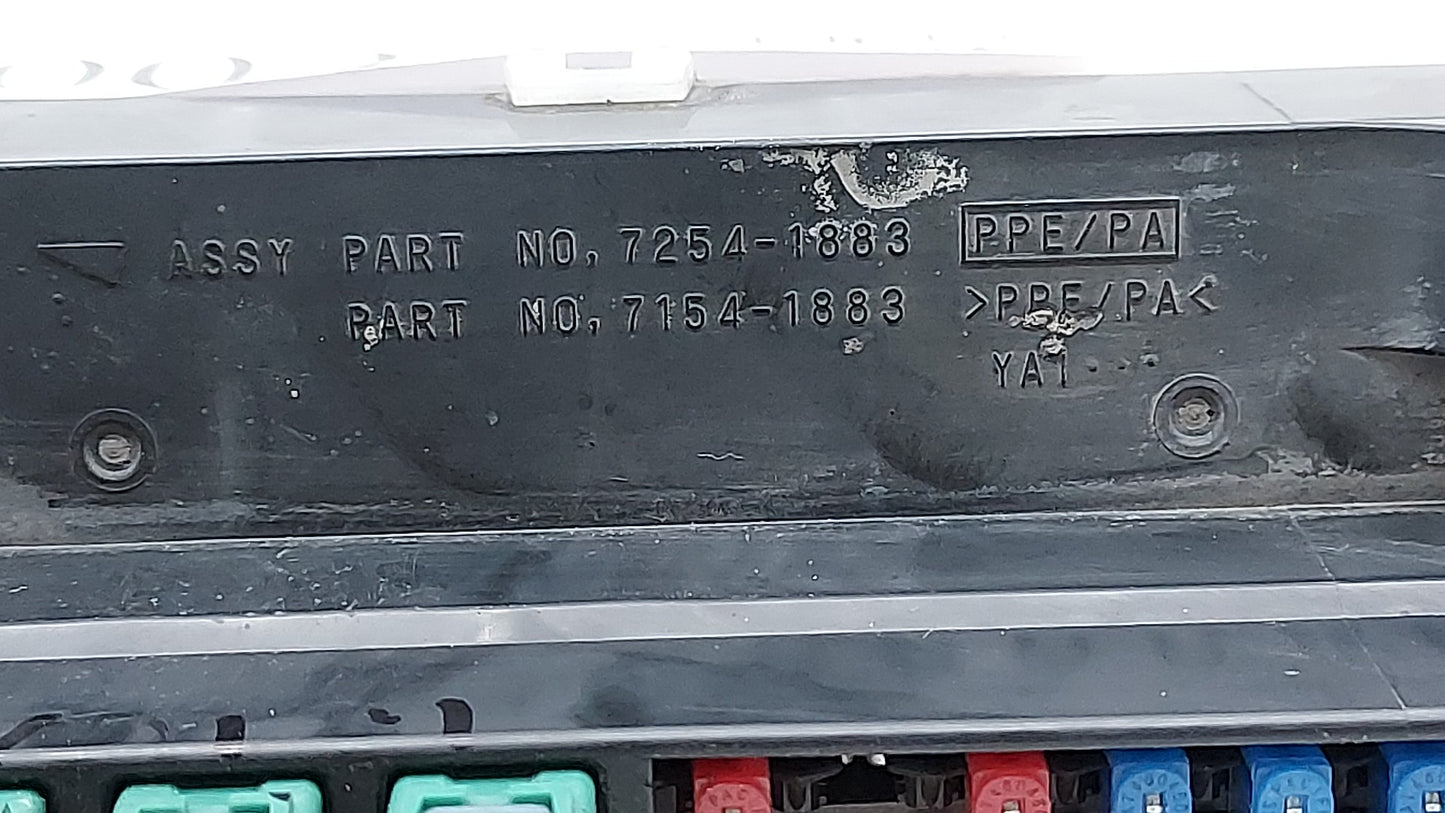 ASSY PART NO, 7254-1883 PPE/PA
PART NO, 7154-1883 >PPE/PA<
YA1